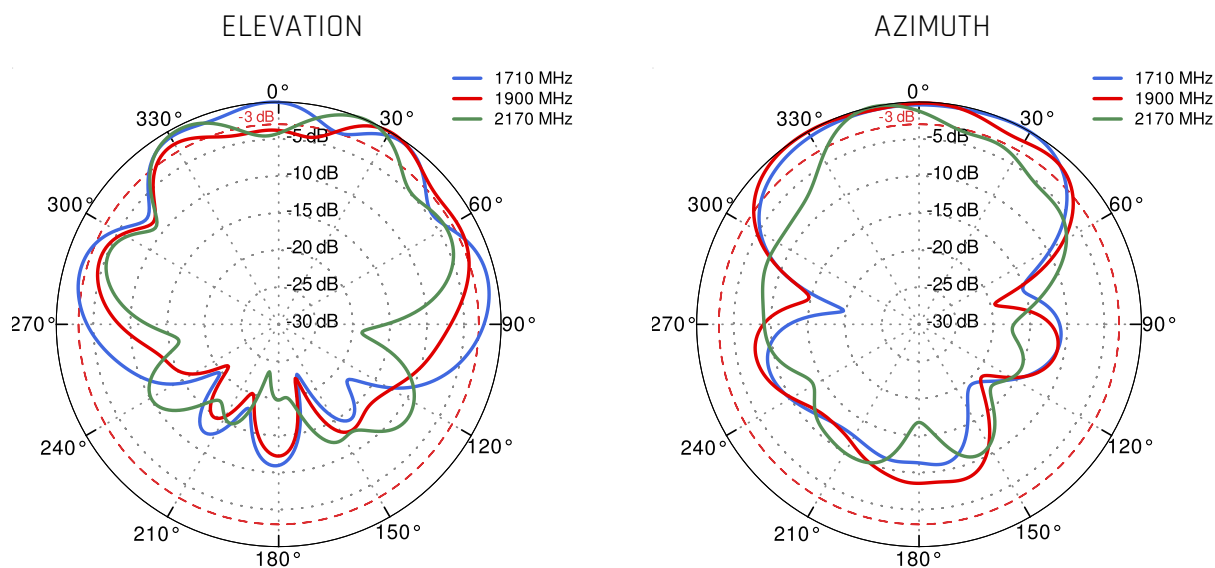 ELEVATION
1710 MHz
1900 MHz
2170 MHz
0°
-3 dB
330°
30°
-5 dB
-10 dB
300°
60°
-15 dB
-20 dB
-25 dB
270°
-30 dB
90°
240°
120°
210°
150°
180°
AZIMUTH
1710 MHz
1900 MHz
2170 MHz
0°
-3 dB
330°
30°
-5 dB
-10 dB
300°
60°
-15 dB
-20 dB
-25 dB
270°
-30 dB
90°
240°
120°
210°
150°
180°